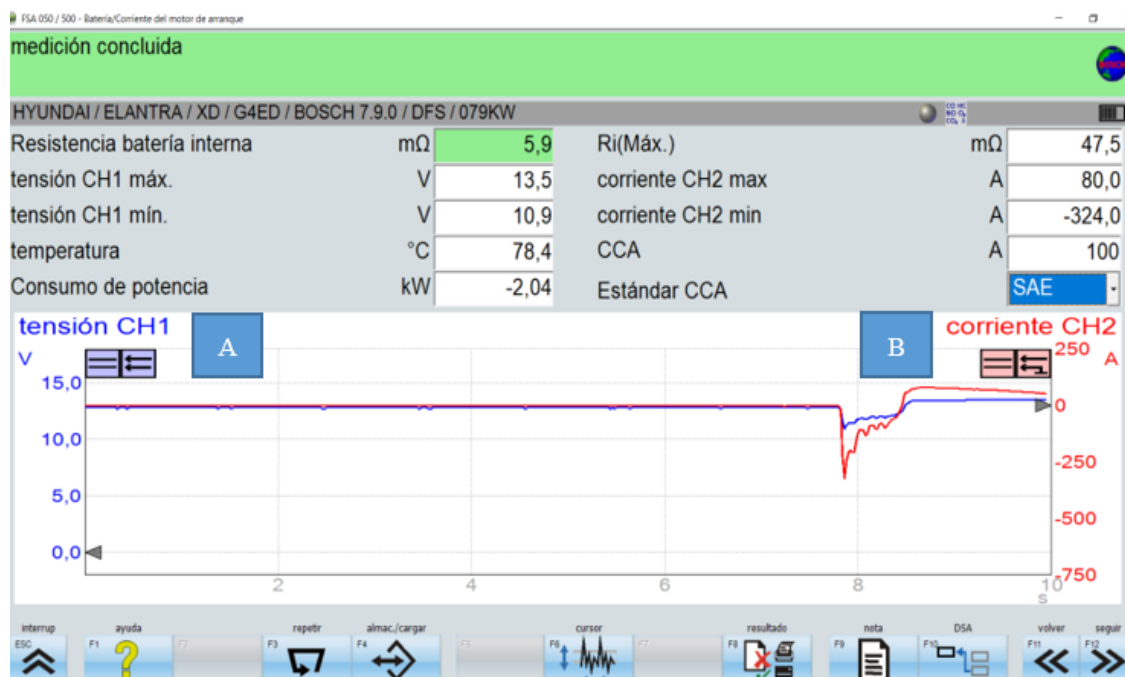 FSA 050 / 500 - Batería/Corriente del motor de arranque
medición concluida
BOSCH
HYUNDAI / ELANTRA / XD / G4ED / BOSCH 7.9.0 / DFS / 079KW
Resistencia batería interna mΩ 5,9 Ri(Máx.) mΩ 47,5
tensión CH1 máx. V 13,5 corriente CH2 max A 80,0
tensión CH1 mín. V 10,9 corriente CH2 min A -324,0
temperatura °C 78,4 CCA A 100
Consumo de potencia kW -2,04 Estándar CCA SAE
tensión CH1 A B corriente CH2
V 250 A
15,0 0
10,0 -250
5,0 -500
0,0 -750
2 4 6 8 10
s
interrup ayuda repetir almac./cargar cursor resultado nota DSA volver seguir
ESC F1 F2 F3 F4 F5 F6 F7 F8 F9 F10 F11 F12